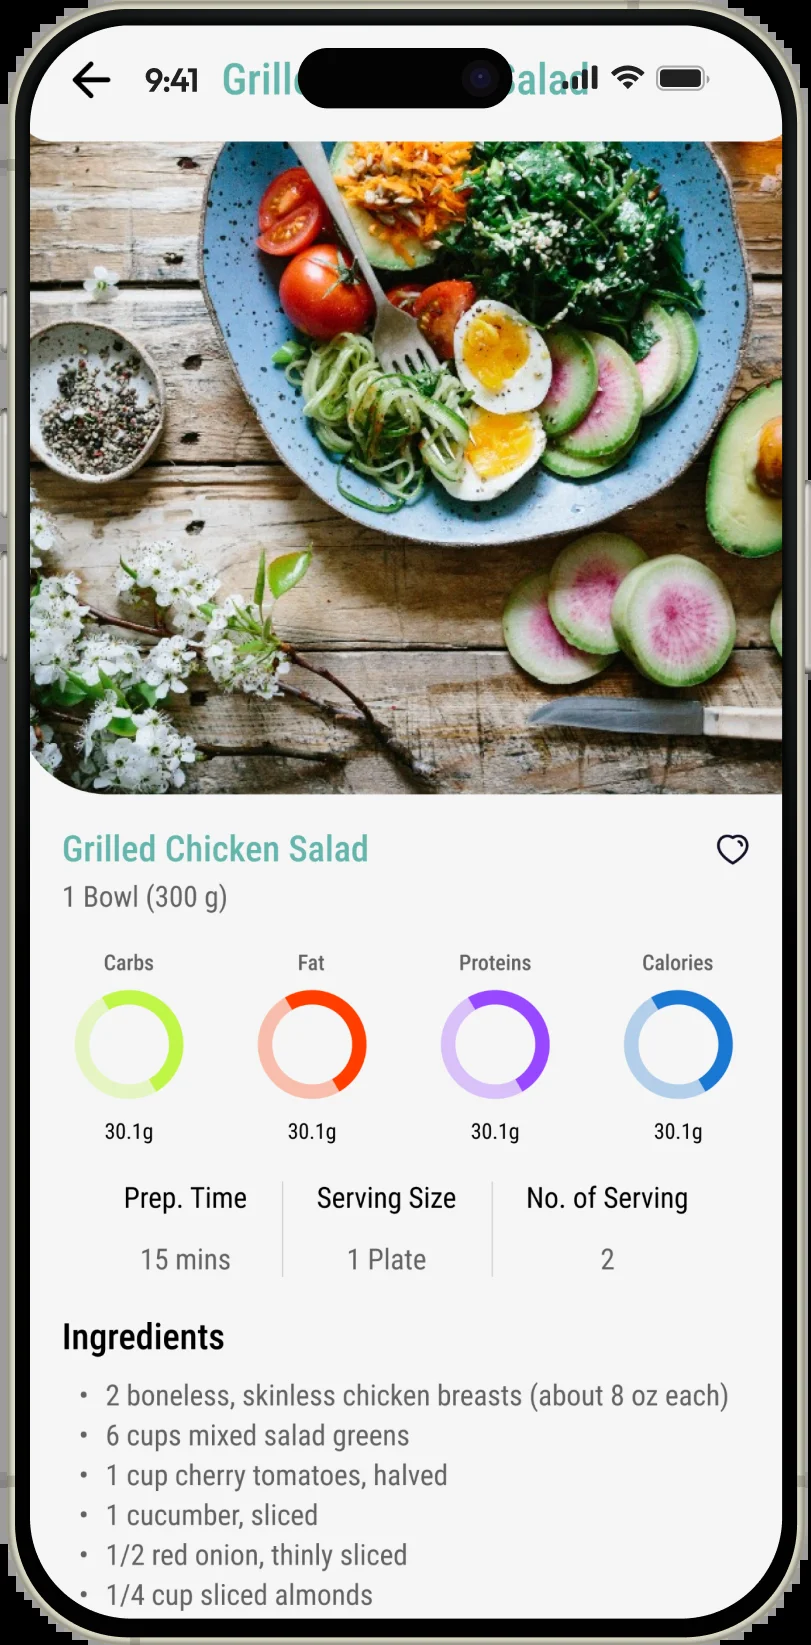 9:41 Grill Salad
Grilled Chicken Salad
1 Bowl (300 g)
Carbs Fat Proteins Calories
30.1g 30.1g 30.1g 30.1g
Prep. Time Serving Size No. of Serving
15 mins 1 Plate 2
Ingredients
• 2 boneless, skinless chicken breasts (about 8 oz each)
• 6 cups mixed salad greens
• 1 cup cherry tomatoes, halved
• 1 cucumber, sliced
• 1/2 red onion, thinly sliced
• 1/4 cup sliced almonds